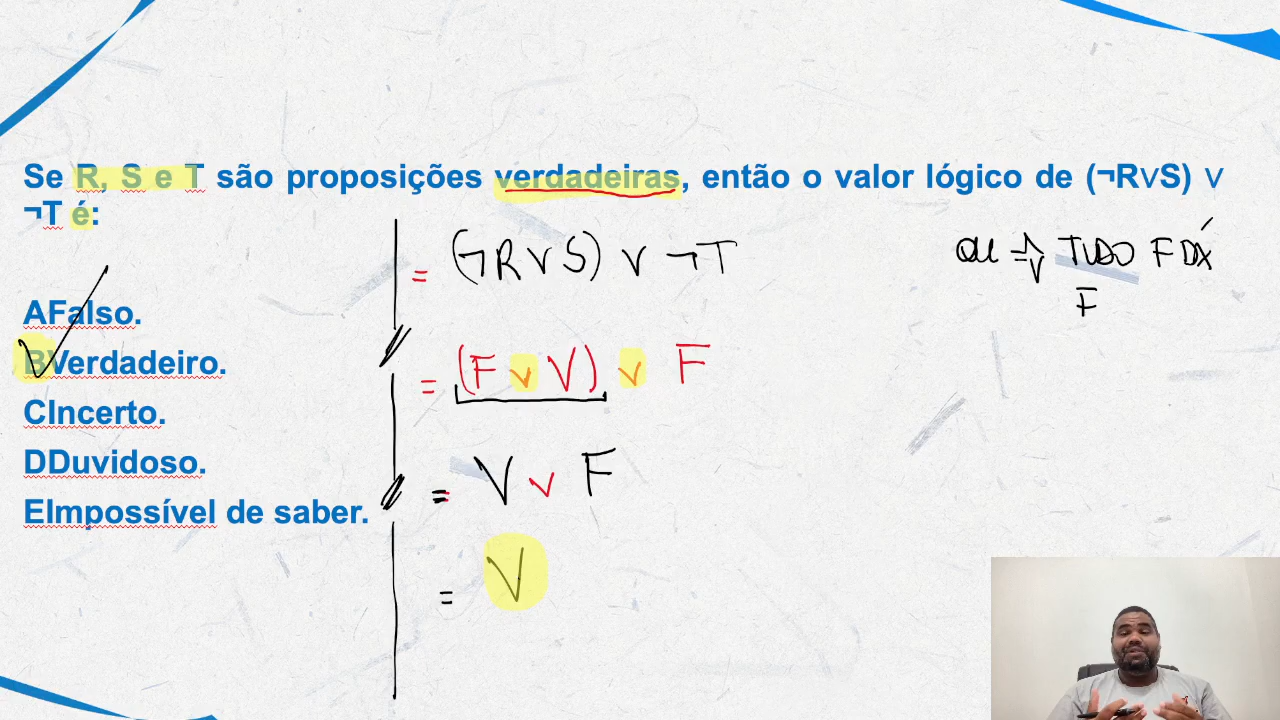 Se R, S e T são proposições verdadeiras, então o valor lógico de (¬R∨S) ∨
¬T é:
AFalso.
BVerdadeiro.
CIncerto.
DDuvidoso.
EImpossível de saber.
= (¬R ∨ S) ∨ ¬T
= (F ∨ V) ∨ F
= V ∨ F
= V
OU ⇒ TUDO F DÁ
V
F